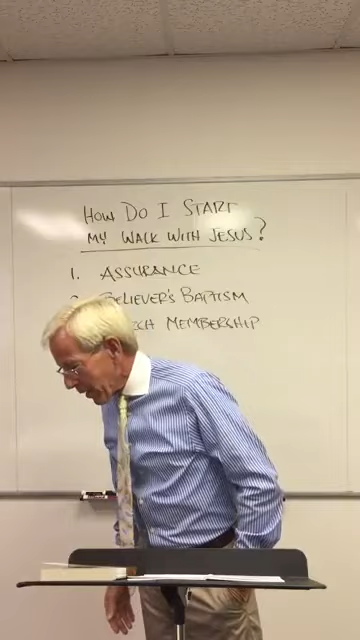 HOW DO I START
MY WALK WITH JESUS?
1. ASSURANCE
BELIEVER'S BAPTISM
MEMBERSHIP